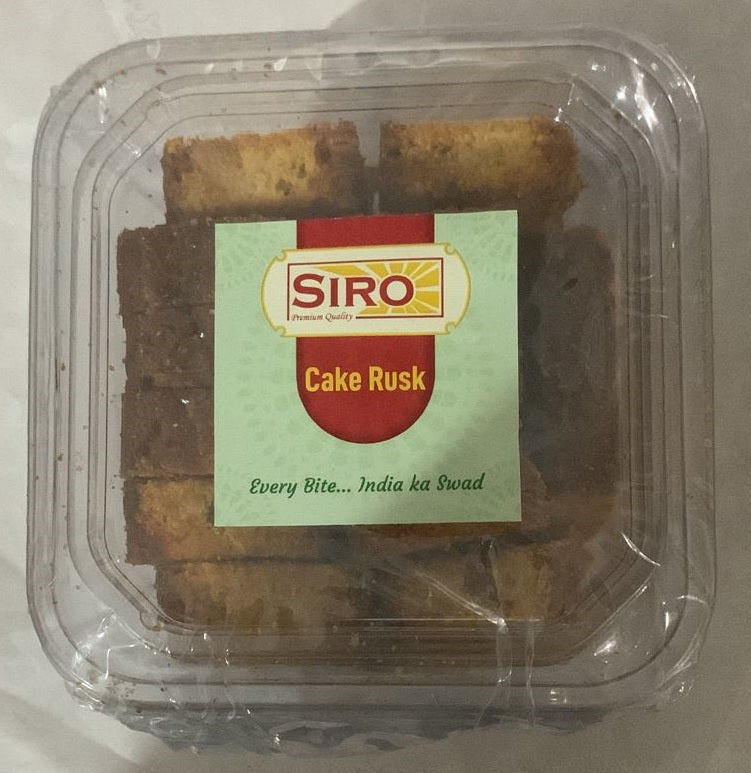 SIRO
Premium Quality
Cake Rusk
Every Bite... India ka Swad